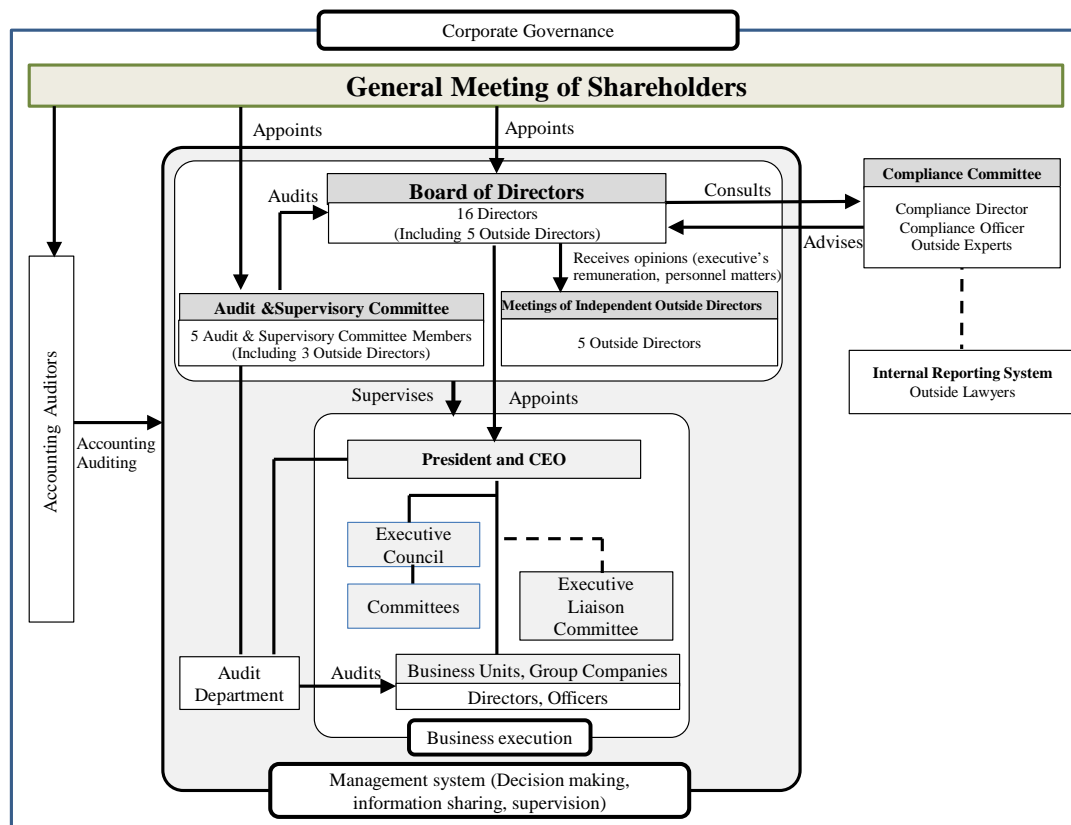 Corporate Governance
General Meeting of Shareholders
Appoints
Appoints
Board of Directors
16 Directors
(Including 5 Outside Directors)
Audits
Consults
Advises
Compliance Committee
Compliance Director
Compliance Officer
Outside Experts
Receives opinions (executive's
remuneration, personnel matters)
Audit &Supervisory Committee
5 Audit & Supervisory Committee Members
(Including 3 Outside Directors)
Meetings of Independent Outside Directors
5 Outside Directors
Internal Reporting System
Outside Lawyers
Accounting Auditors
Accounting
Auditing
Supervises
Appoints
President and CEO
Executive
Council
Committees
Executive
Liaison
Committee
Audit
Department
Audits
Business Units, Group Companies
Directors, Officers
Business execution
Management system (Decision making,
information sharing, supervision)